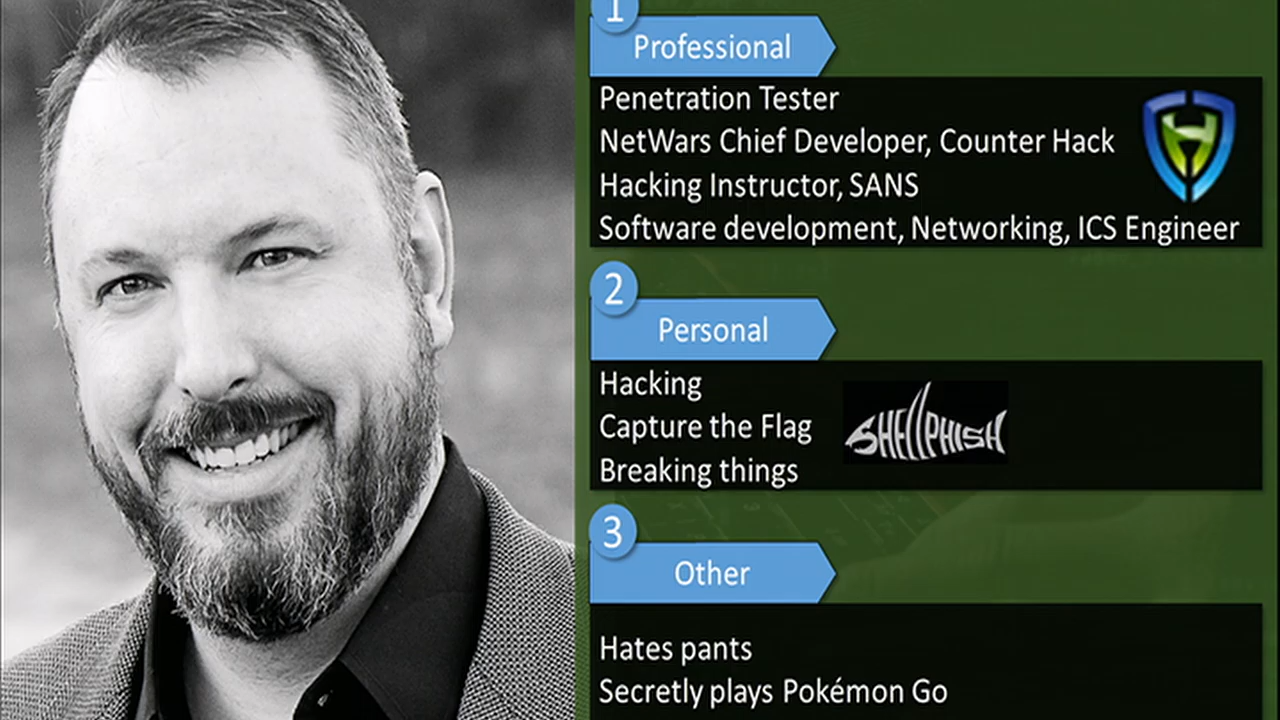 1
Professional
Penetration Tester
NetWars Chief Developer, Counter Hack
Hacking Instructor, SANS
Software development, Networking, ICS Engineer
2
Personal
Hacking
Capture the Flag
Breaking things
SHELLPHISH
3
Other
Hates pants
Secretly plays Pokémon Go